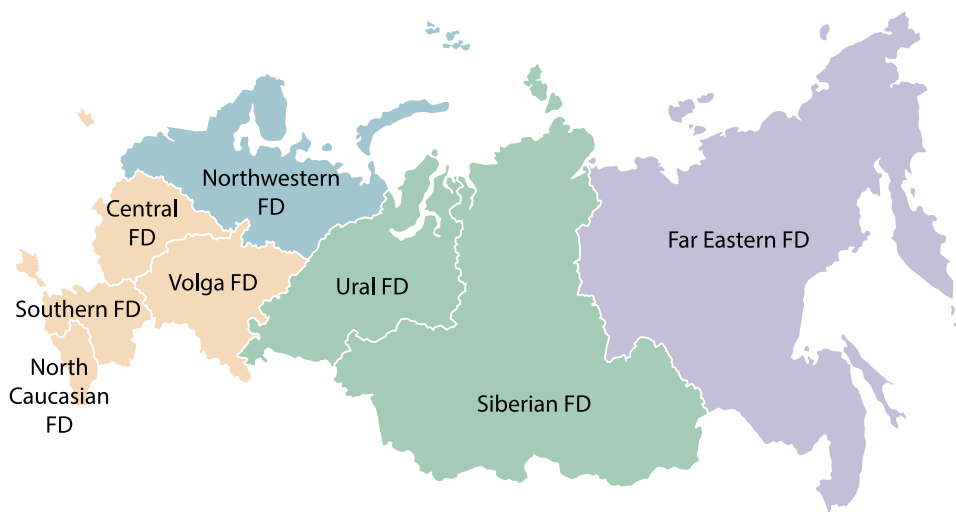 Northwestern
FD
Central
FD
Far Eastern FD
Volga FD
Ural FD
Southern FD
North
Caucasian
FD
Siberian FD